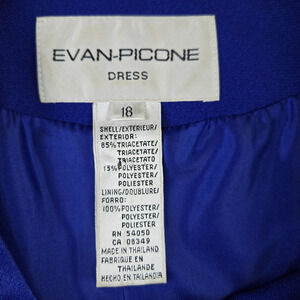 EVAN-PICONE
DRESS
18
SHELL/EXTERIEUR/
EXTERIOR:
85% TRIACETATE/
TRIACETATE/
TRIACETATO
15% POLYESTER/
POLYESTER/
POLIESTER
LINING/DOUBLURE/
FORRO:
100% POLYESTER/
POLYESTER/
POLIESTER
RN 54050
CA 08349
MADE IN THAILAND
FABRIQUE EN
THAILANDE
HECHO EN TAILANDIA